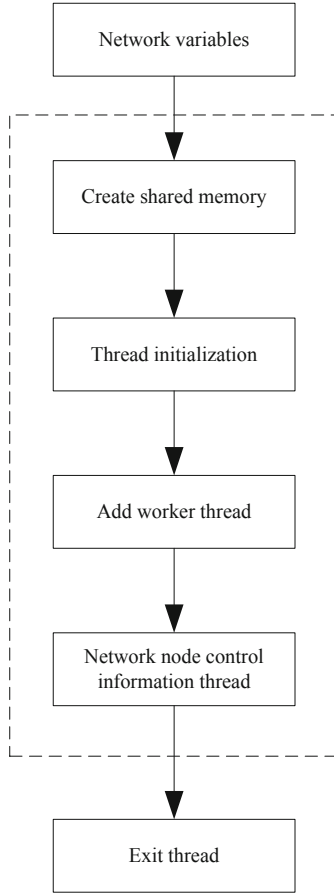 Network variables
Create shared memory
Thread initialization
Add worker thread
Network node control
information thread
Exit thread